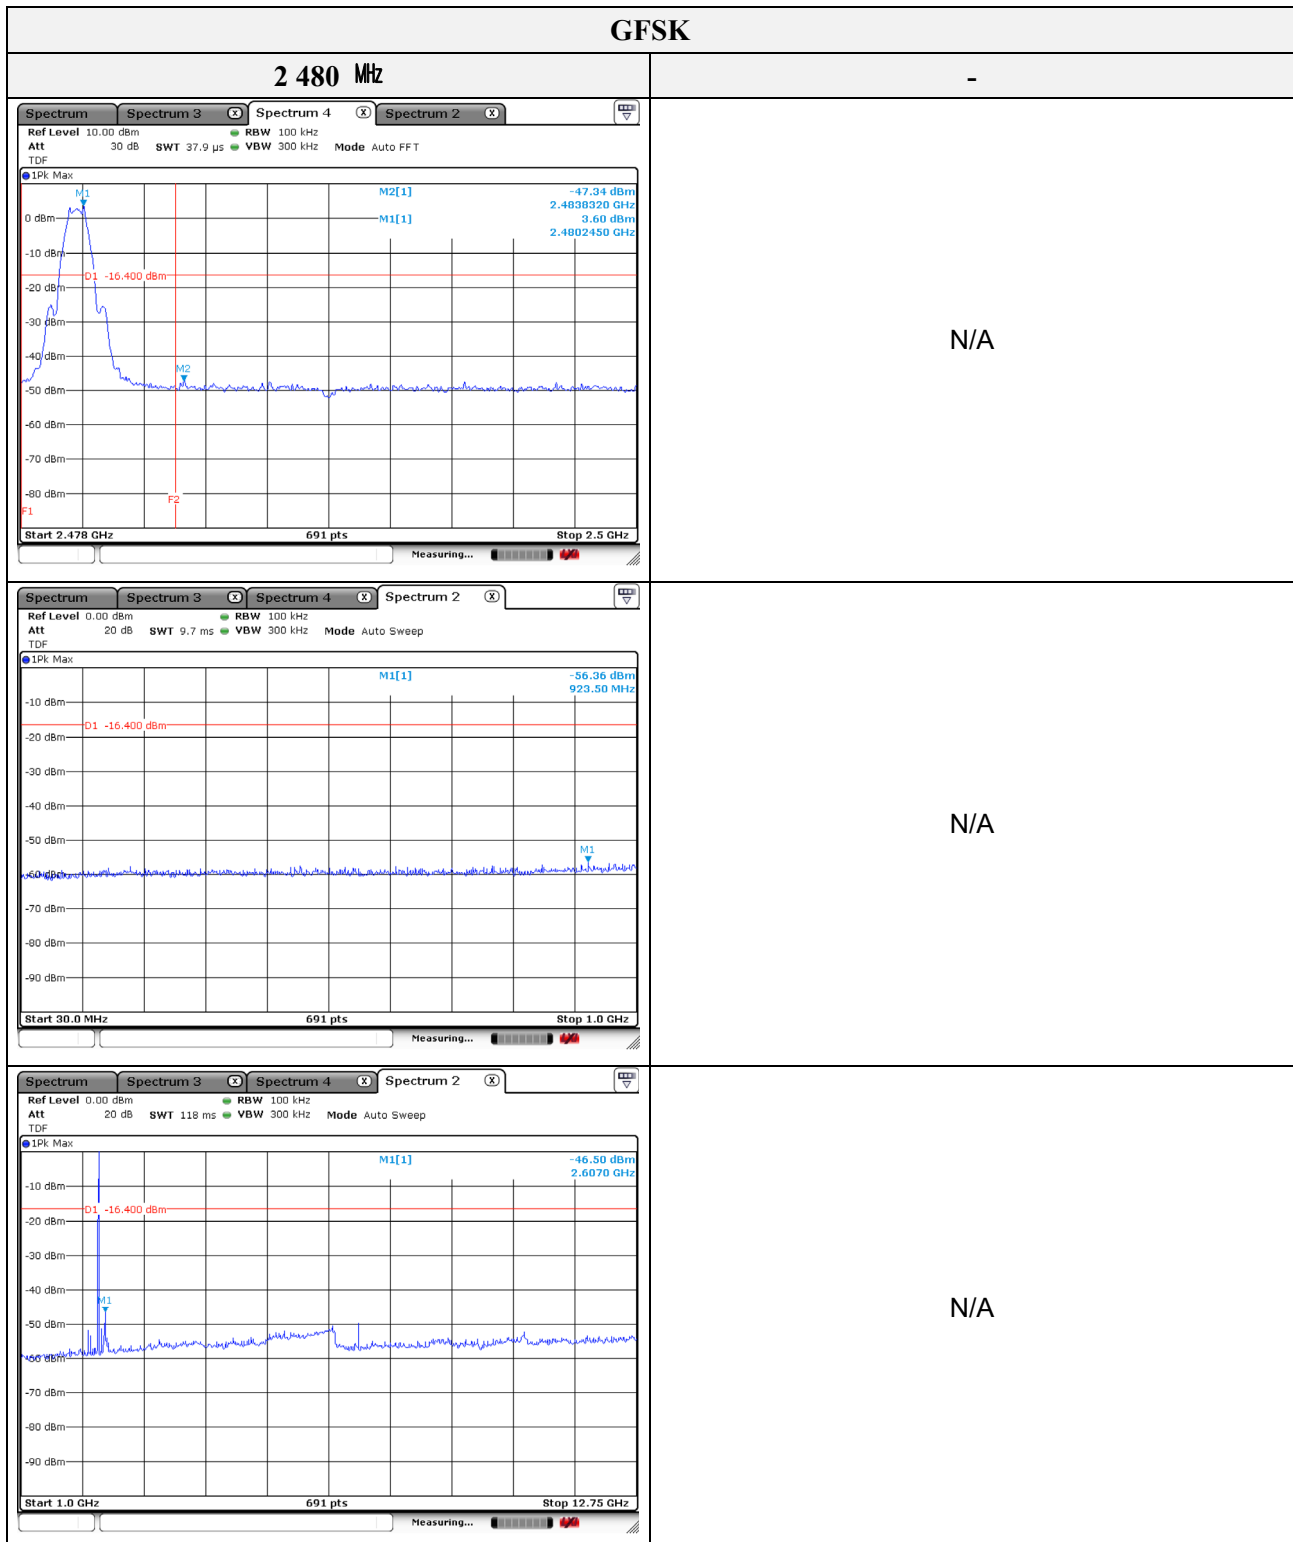 GFSK
2 480 ㎒
-
Spectrum Spectrum 3 X Spectrum 4 X Spectrum 2 X
Ref Level 10.00 dBm RBW 100 kHz
Att 30 dB SWT 37.9 µs VBW 300 kHz Mode Auto FFT
TDF
1Pk Max
M1
M2[1] -47.34 dBm
2.4838320 GHz
0 dBm
M1[1] 3.60 dBm
2.4802450 GHz
-10 dBm
D1 -16.400 dBm
-20 dBm
-30 dBm
-40 dBm
M2
-50 dBm
-60 dBm
-70 dBm
-80 dBm
F2
F1
Start 2.478 GHz 691 pts Stop 2.5 GHz
Measuring...
N/A
Spectrum Spectrum 3 X Spectrum 4 X Spectrum 2 X
Ref Level 0.00 dBm RBW 100 kHz
Att 20 dB SWT 9.7 ms VBW 300 kHz Mode Auto Sweep
TDF
1Pk Max
M1[1] -56.36 dBm
923.50 MHz
-10 dBm
D1 -16.400 dBm
-20 dBm
-30 dBm
-40 dBm
-50 dBm
M1
-60 dBm
-70 dBm
-80 dBm
-90 dBm
Start 30.0 MHz 691 pts Stop 1.0 GHz
Measuring...
N/A
Spectrum Spectrum 3 X Spectrum 4 X Spectrum 2 X
Ref Level 0.00 dBm RBW 100 kHz
Att 20 dB SWT 118 ms VBW 300 kHz Mode Auto Sweep
TDF
1Pk Max
M1[1] -46.50 dBm
2.6070 GHz
-10 dBm
D1 -16.400 dBm
-20 dBm
-30 dBm
-40 dBm
M1
-50 dBm
-60 dBm
-70 dBm
-80 dBm
-90 dBm
Start 1.0 GHz 691 pts Stop 12.75 GHz
Measuring...
N/A